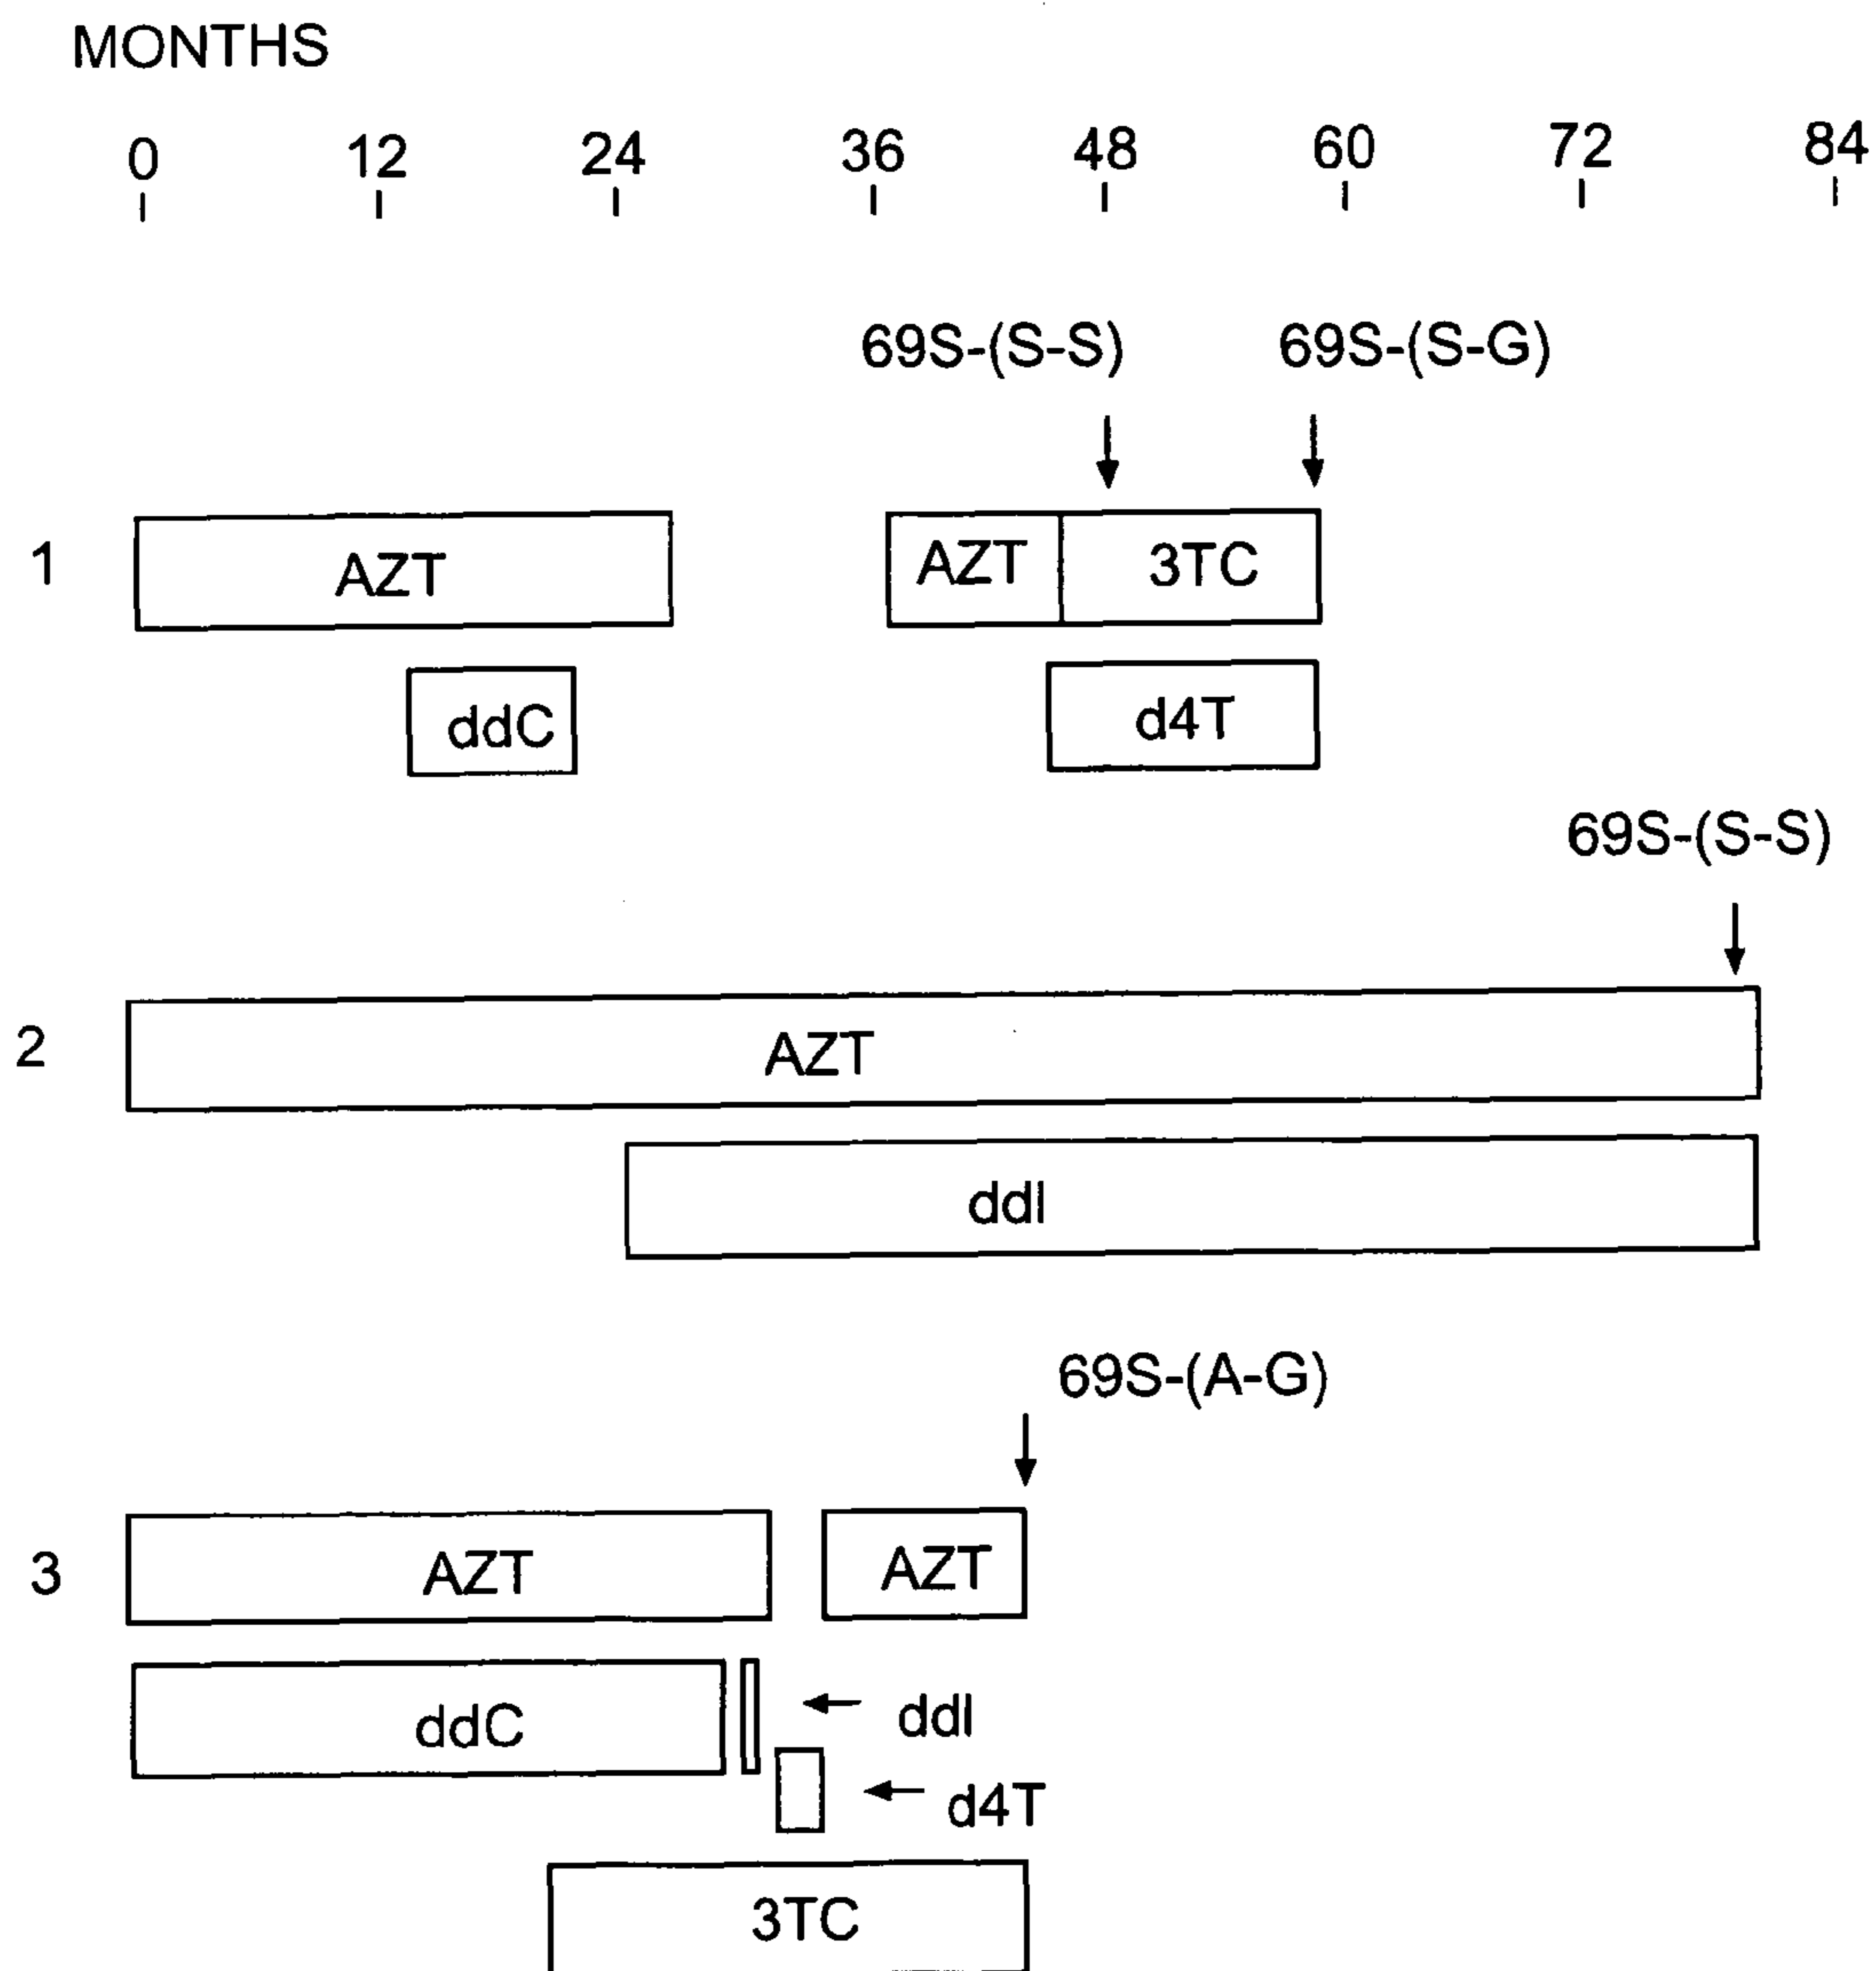 MONTHS
0 12 24 36 48 60 72 84
69S-(S-S) 69S-(S-G)
1 AZT AZT 3TC
ddC d4T
69S-(S-S)
2 AZT
ddI
69S-(A-G)
3 AZT AZT
ddC ddI
d4T
3TC